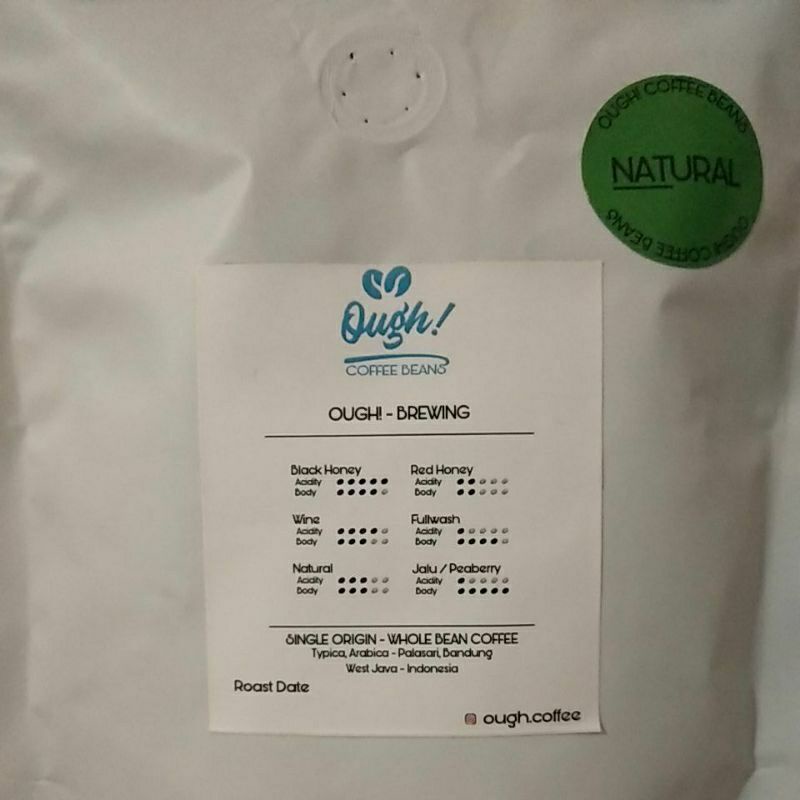 OUGH! COFFEE BEANS
NATURAL
OUGH! COFFEE BEANS
Ough!
COFFEE BEANS
OUGH! - BREWING
Black Honey
Acidity
Body
Red Honey
Acidity
Body
Wine
Acidity
Body
Fullwash
Acidity
Body
Natural
Acidity
Body
Jalu / Peaberry
Acidity
Body
SINGLE ORIGIN - WHOLE BEAN COFFEE
Typica, Arabica - Palasari, Bandung
West Java - Indonesia
Roast Date
ough.coffee